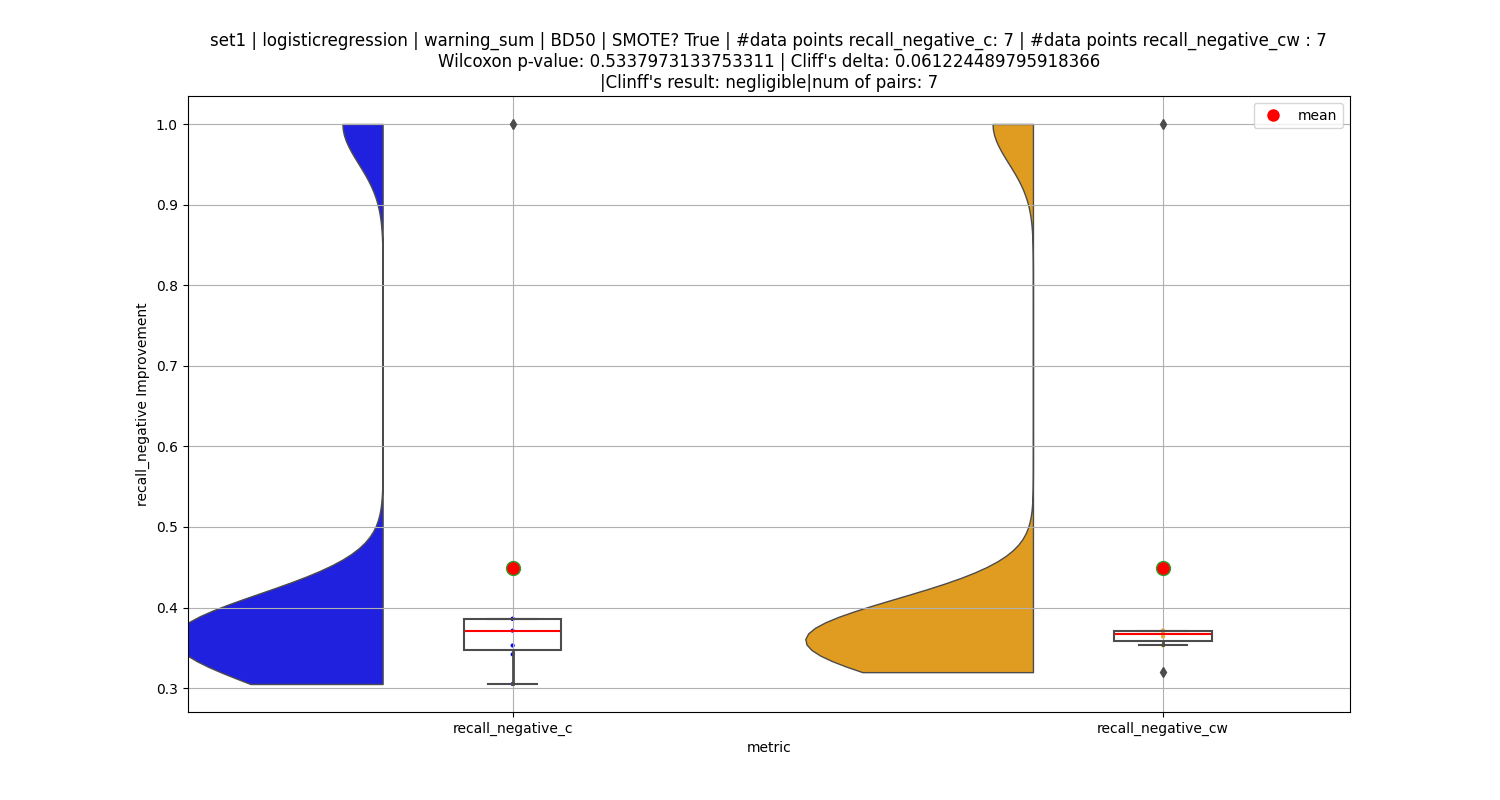 set1 | logisticregression | warning_sum | BD50 | SMOTE? True | #data points recall_negative_c: 7 | #data points recall_negative_cw : 7
Wilcoxon p-value: 0.5337973133753311 | Cliff's delta: 0.061224489795918366
|Clinff's result: negligible|num of pairs: 7
mean
1.0
0.9
0.8
0.7
0.6
0.5
0.4
0.3
recall_negative Improvement
recall_negative_c
recall_negative_cw
metric